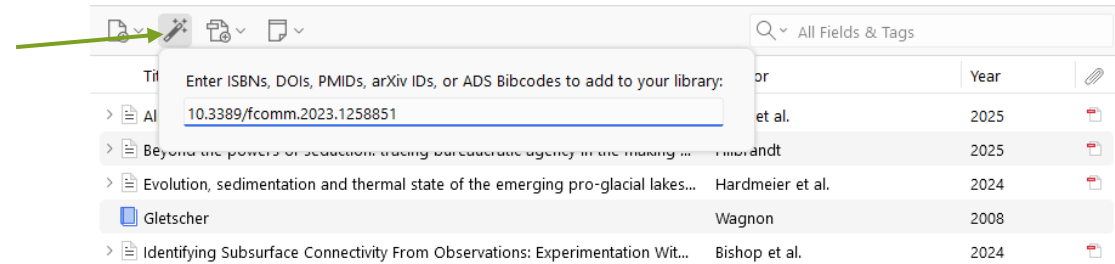 All Fields & Tags
Enter ISBNs, DOIs, PMIDs, arXiv IDs, or ADS Bibcodes to add to your library:
Year
10.3389/fcomm.2023.1258851
et al. 2025
Hillbrandt 2025
Evolution, sedimentation and thermal state of the emerging pro-glacial lakes... Hardmeier et al. 2024
Gletscher Wagnon 2008
Identifying Subsurface Connectivity From Observations: Experimentation Wit... Bishop et al. 2024